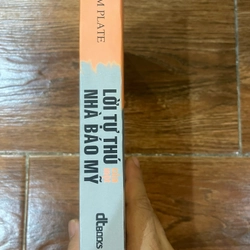 M PLATE
LỜI TỰ THÚ
NHÀ BÁO MỸ
dtBOOKS